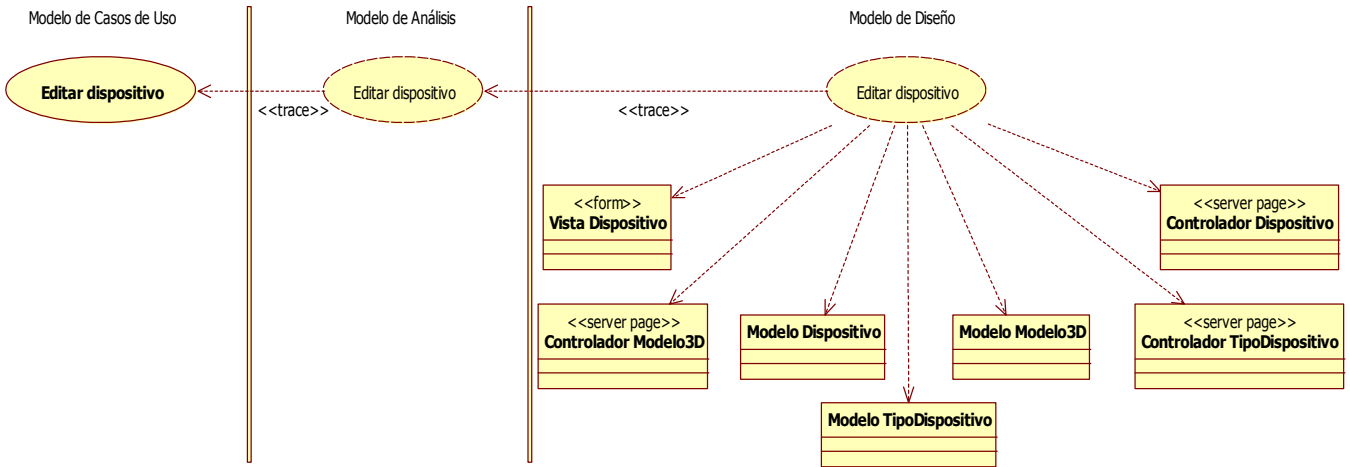 Modelo de Casos de Uso
Modelo de Análisis
Modelo de Diseño
Editar dispositivo
Editar dispositivo
Editar dispositivo
<<trace>>
<<trace>>
<<form>>
Vista Dispositivo
<<server page>>
Controlador Dispositivo
<<server page>>
Controlador Modelo3D
Modelo Dispositivo
Modelo Modelo3D
<<server page>>
Controlador TipoDispositivo
Modelo TipoDispositivo